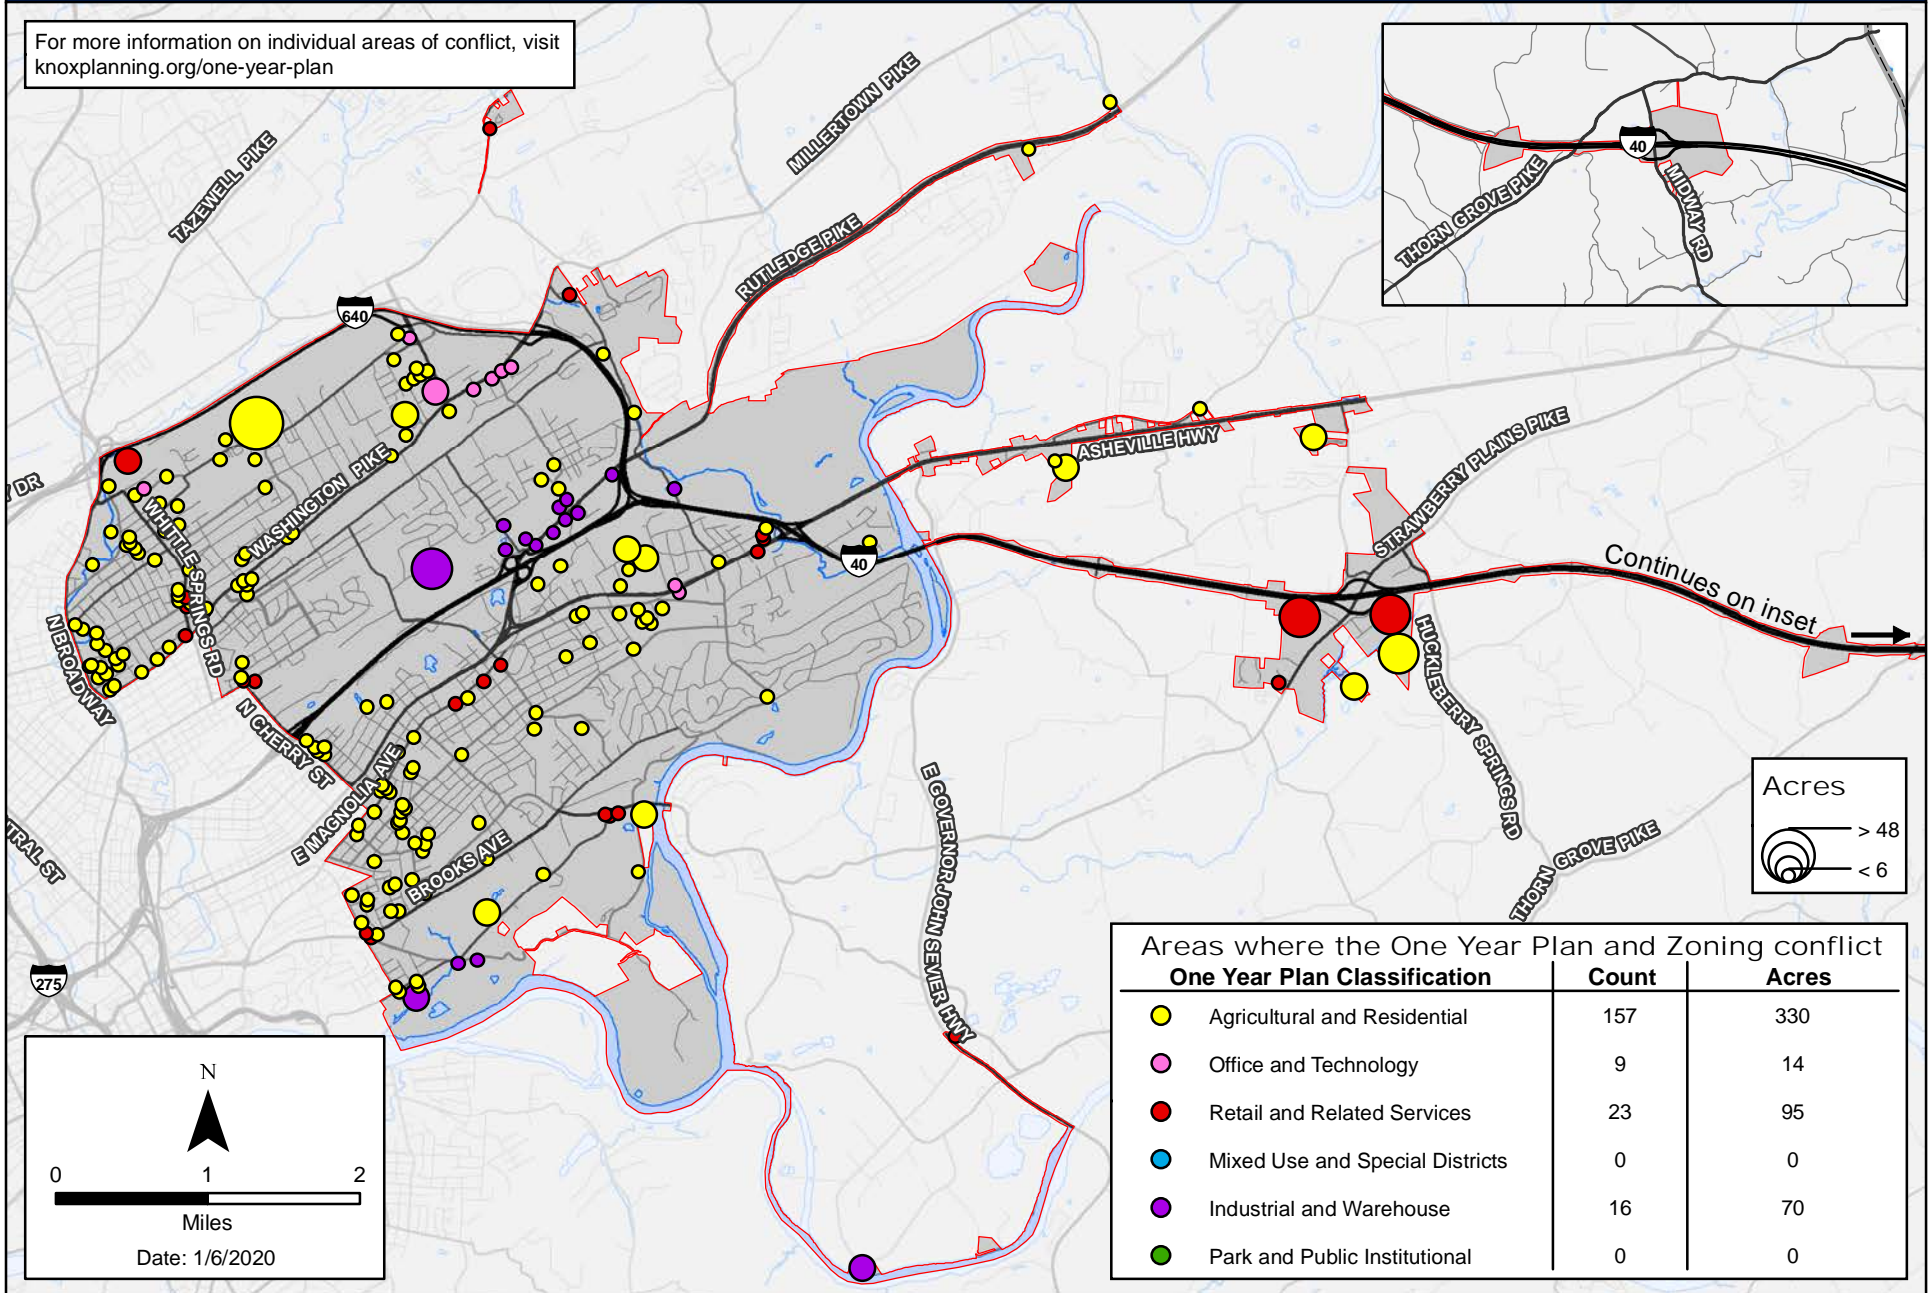 For more information on individual areas of conflict, visit
knoxplanning.org/one-year-plan
TAZEWELL PIKE
MILLERTOWN PIKE
RUTLEDGE PIKE
40
THORN GROVE PIKE
MIDWAY RD
640
ASHEVILLE HWY
STRAWBERRY PLAINS PIKE
DR
WASHINGTON PIKE
WHITTLE SPRINGS RD
40
Continues on inset
N BROADWAY
HUCKLEBERRY SPRINGS RD
N CHERRY ST
E MAGNOLIA AVE
BROOKS AVE
E GOVERNOR JOHN SEVIER HWY
THORN GROVE PIKE
TRAL ST
275
Acres
> 48
< 6
Areas where the One Year Plan and Zoning conflict
One Year Plan Classification Count Acres
Agricultural and Residential 157 330
Office and Technology 9 14
Retail and Related Services 23 95
Mixed Use and Special Districts 0 0
Industrial and Warehouse 16 70
Park and Public Institutional 0 0
N
0 1 2
Miles
Date: 1/6/2020